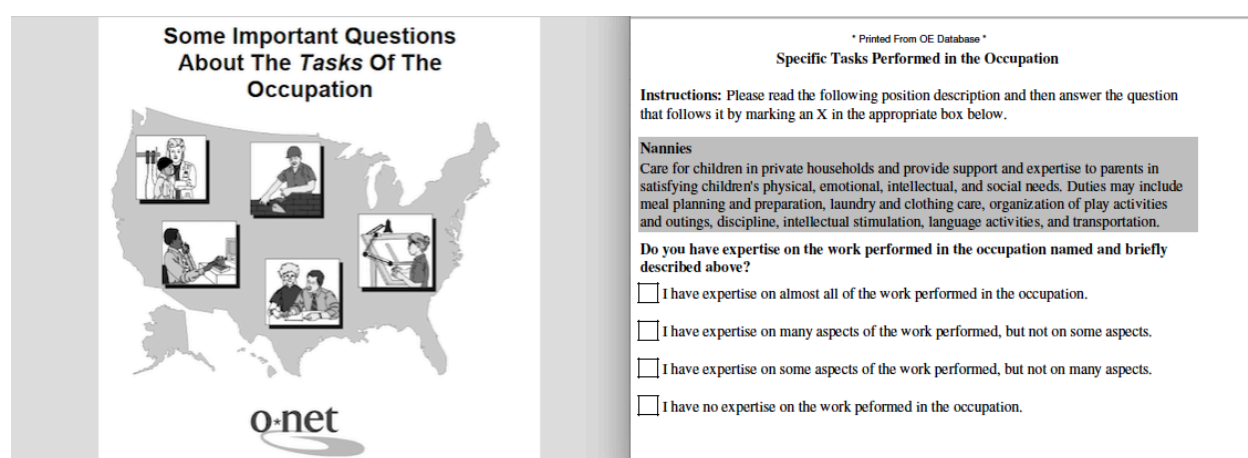 Some Important Questions
About The Tasks Of The
Occupation
o*net
* Printed From OE Database *
Specific Tasks Performed in the Occupation
Instructions: Please read the following position description and then answer the question
that follows it by marking an X in the appropriate box below.
Nannies
Care for children in private households and provide support and expertise to parents in
satisfying children's physical, emotional, intellectual, and social needs. Duties may include
meal planning and preparation, laundry and clothing care, organization of play activities
and outings, discipline, intellectual stimulation, language activities, and transportation.
Do you have expertise on the work performed in the occupation named and briefly
described above?
I have expertise on almost all of the work performed in the occupation.
I have expertise on many aspects of the work performed, but not on some aspects.
I have expertise on some aspects of the work performed, but not on many aspects.
I have no expertise on the work peformed in the occupation.